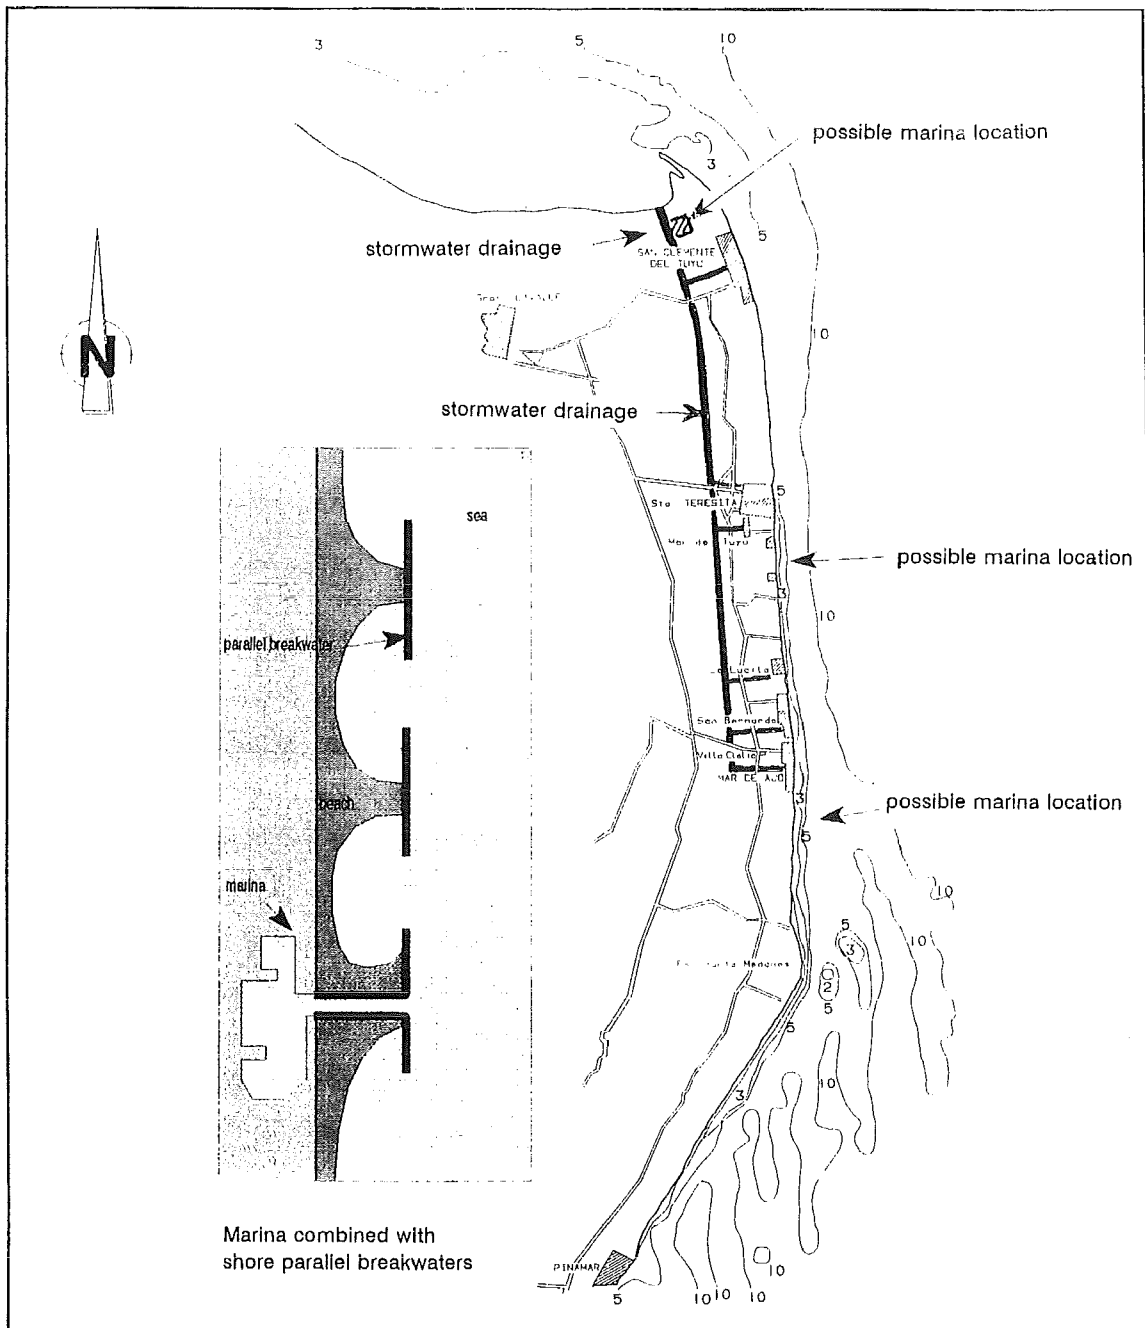 3
5
10
possible marina location
3
stormwater drainage
5
SAN CLEMENTE
DEL TUYU
10
N
stormwater drainage
5
Sta. TERESITA
sea
Mar de Tuyu
possible marina location
3
10
parallel breakwater
La Lucila
San Bernardo
Villa Clelia
MAR DE AJO
beach
3
possible marina location
5
marina
10
5
10
3
2
5
5
10
3
Marina combined with
shore parallel breakwaters
PINAMAR
10
5
10
10
10